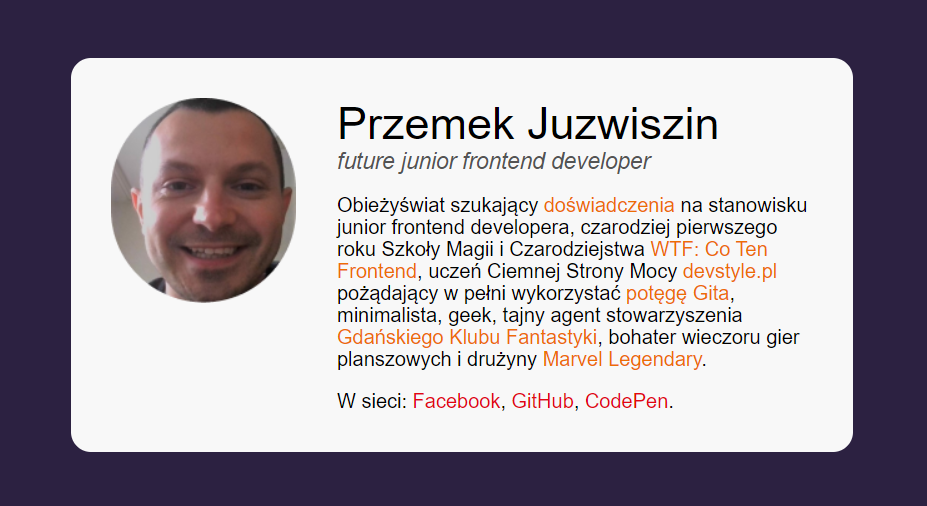 Przemek Juzwiszin
future junior frontend developer
Obieżyświat szukający doświadczenia na stanowisku
junior frontend developera, czarodziej pierwszego
roku Szkoły Magii i Czarodziejstwa WTF: Co Ten
Frontend, uczeń Ciemnej Strony Mocy devstyle.pl
pożądający w pełni wykorzystać potęgę Gita,
minimalista, geek, tajny agent stowarzyszenia
Gdańskiego Klubu Fantastyki, bohater wieczoru gier
planszowych i drużyny Marvel Legendary.
W sieci: Facebook, GitHub, CodePen.